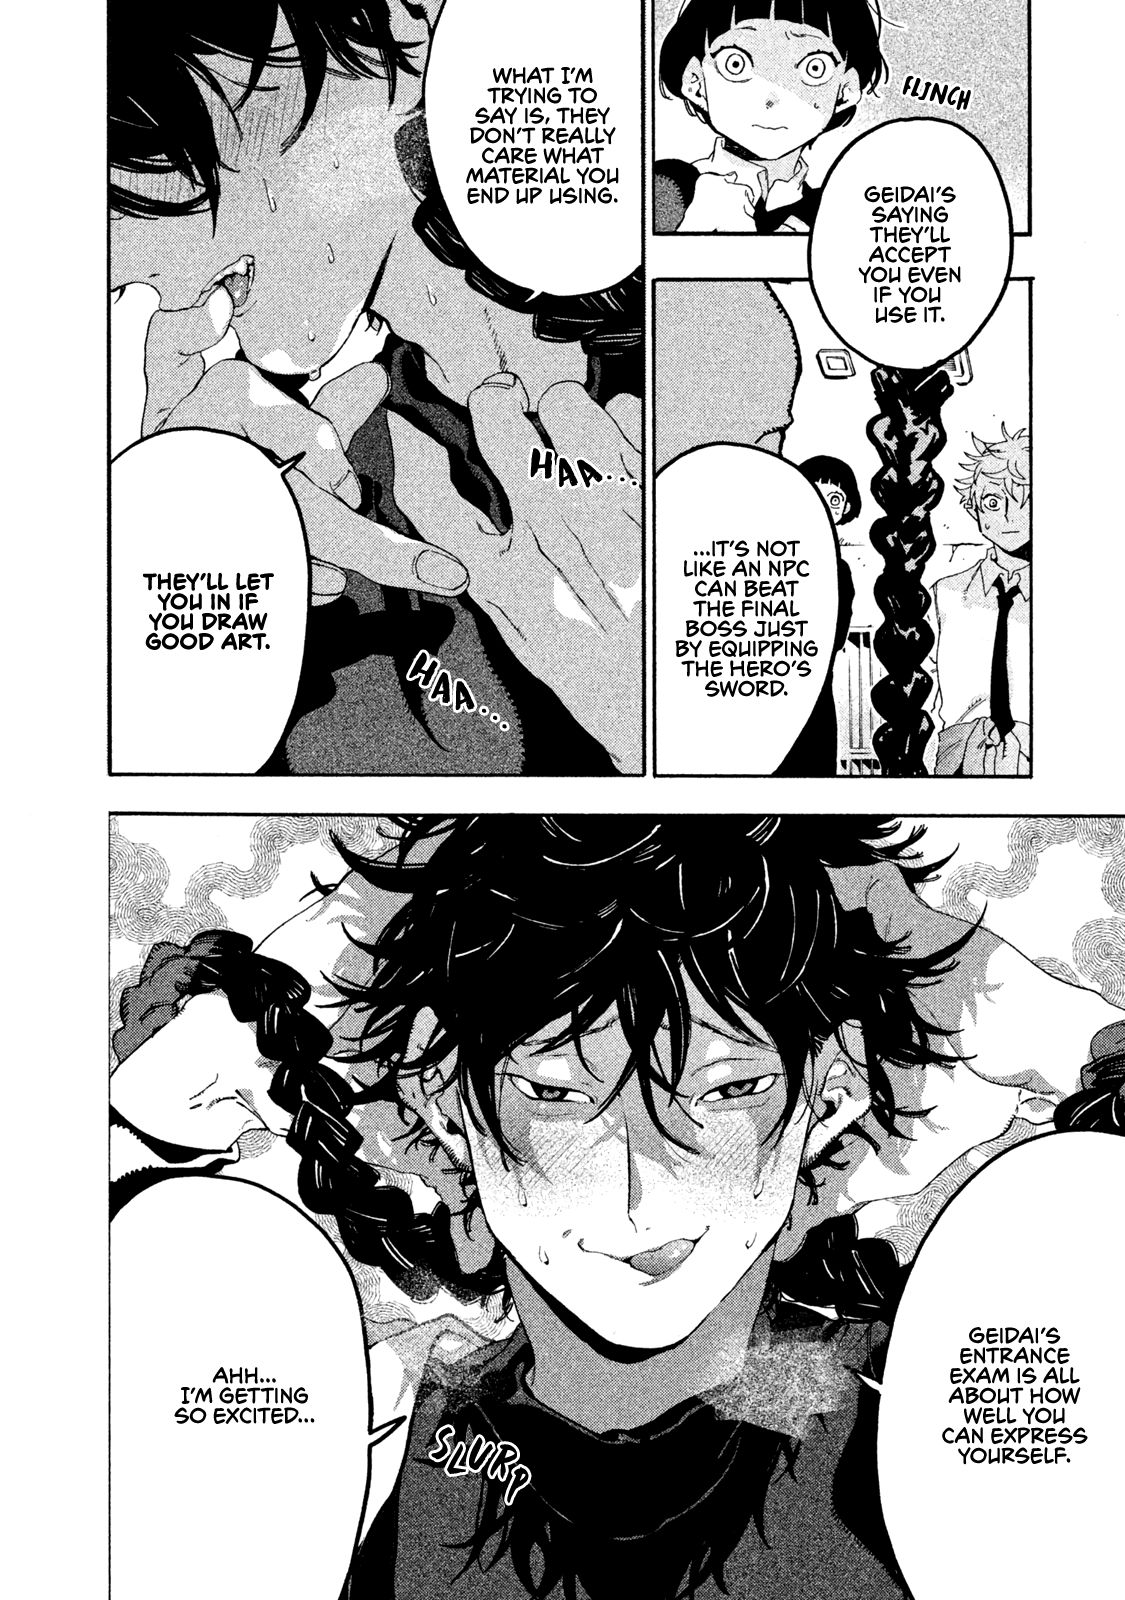 FLINCH
GEIDAI'S
SAYING
THEY'LL
ACCEPT
YOU EVEN
IF YOU
USE IT.
...IT'S NOT
LIKE AN NPC
CAN BEAT
THE FINAL
BOSS JUST
BY EQUIPPING
THE HERO'S
SWORD.
WHAT I'M
TRYING TO
SAY IS, THEY
DON'T REALLY
CARE WHAT
MATERIAL YOU
END UP USING.
HAA...
THEY'LL LET
YOU IN IF
YOU DRAW
GOOD ART.
HAA...
GEIDAI'S
ENTRANCE
EXAM IS ALL
ABOUT HOW
WELL YOU
CAN EXPRESS
YOURSELF.
AHH...
I'M GETTING
SO EXCITED...
SLURP